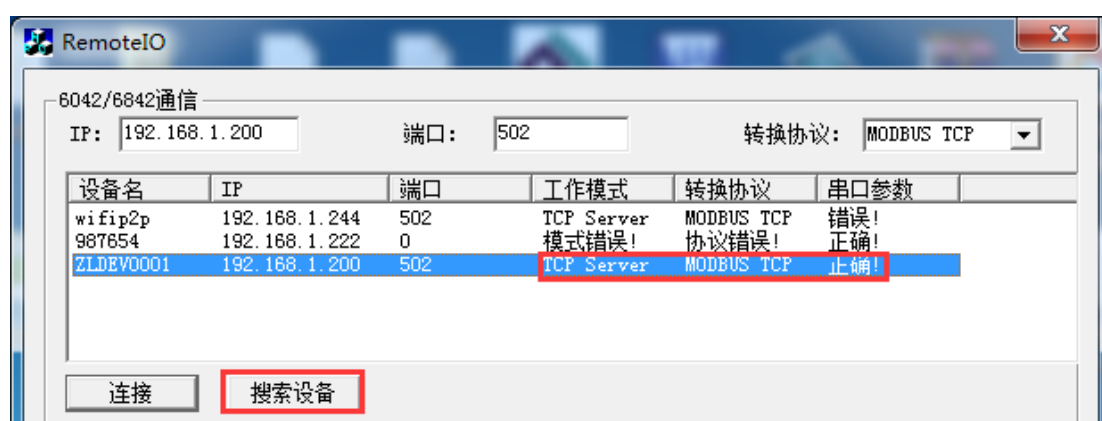 RemoteIO
6042/6842通信
IP: 192.168.1.200 端口: 502 转换协议: MODBUS TCP
设备名 IP 端口 工作模式 转换协议 串口参数
wifip2p 192.168.1.244 502 TCP Server MODBUS TCP 错误!
987654 192.168.1.222 0 模式错误! 协议错误! 正确!
ZLDEV0001 192.168.1.200 502 TCP Server MODBUS TCP 正确!
连接 搜索设备